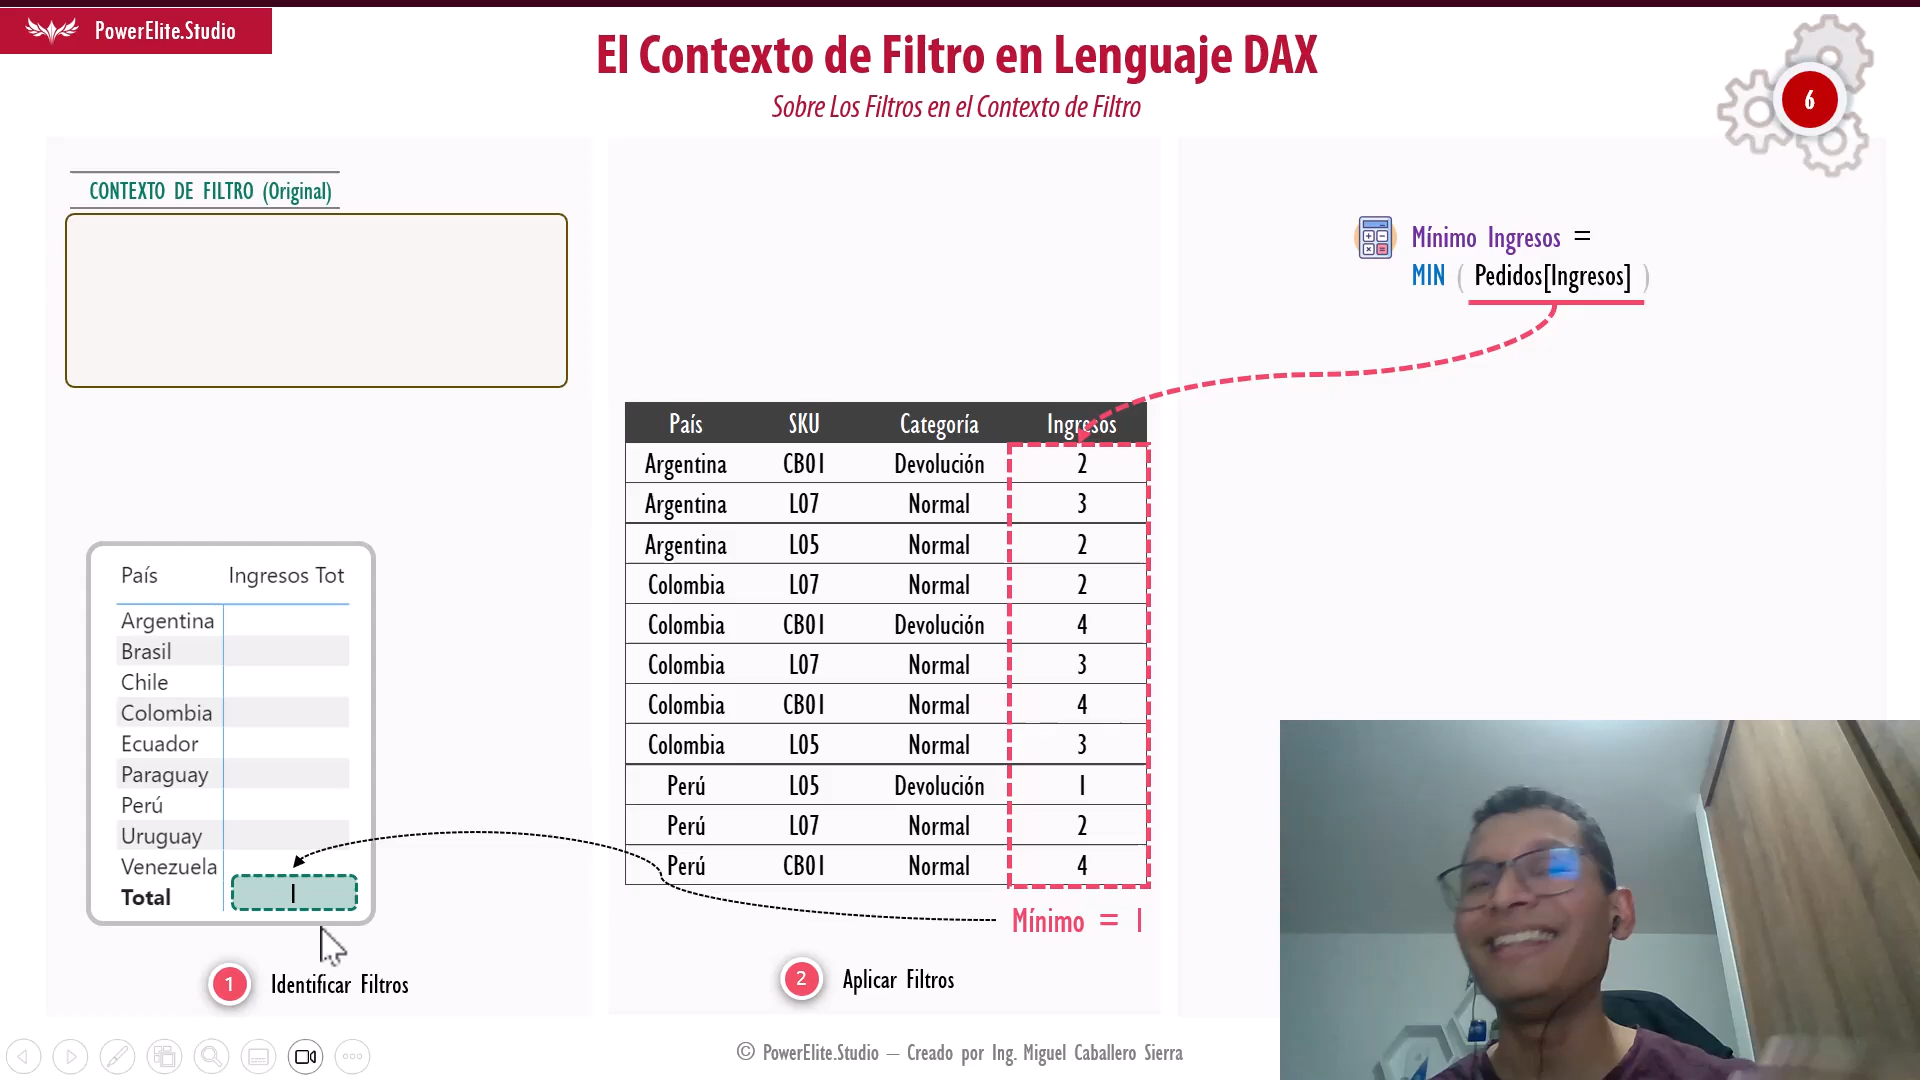 PowerElite.Studio
El Contexto de Filtro en Lenguaje DAX
Sobre Los Filtros en el Contexto de Filtro
6
CONTEXTO DE FILTRO (Original)
Mínimo Ingresos =
MIN ( Pedidos[Ingresos] )
País SKU Categoría Ingresos
Argentina CB01 Devolución 2
Argentina L07 Normal 3
Argentina L05 Normal 2
Colombia L07 Normal 2
Colombia CB01 Devolución 4
Colombia L07 Normal 3
Colombia CB01 Normal 4
Colombia L05 Normal 3
Perú L05 Devolución 1
Perú L07 Normal 2
Perú CB01 Normal 4
Mínimo = 1
País Ingresos Tot
Argentina
Brasil
Chile
Colombia
Ecuador
Paraguay
Perú
Uruguay
Venezuela
Total 1
1 Identificar Filtros
2 Aplicar Filtros
© PowerElite.Studio – Creado por Ing. Miguel Caballero Sierra